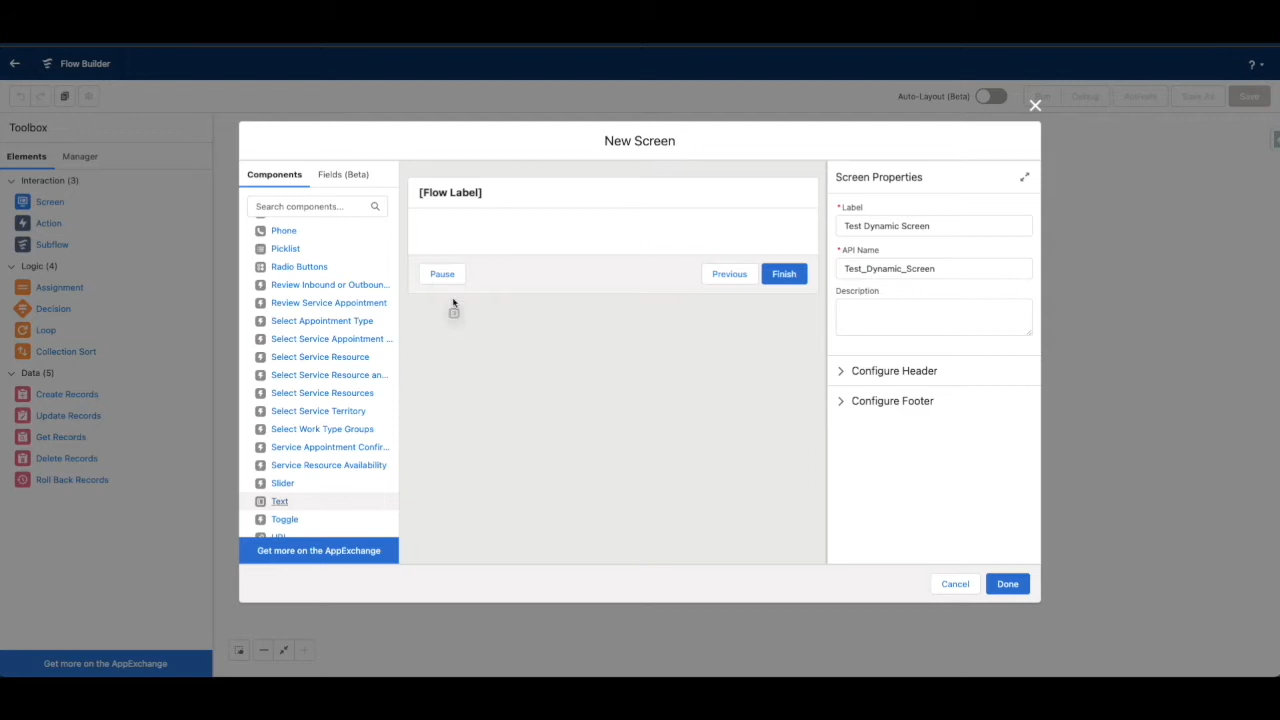 Flow Builder
?
Auto-Layout (Beta)
Run
Debug
Activate
Save As
Save
Toolbox
Elements
Manager
Interaction (3)
Screen
Action
Subflow
Logic (4)
Assignment
Decision
Loop
Collection Sort
Data (5)
Create Records
Update Records
Get Records
Delete Records
Roll Back Records
Get more on the AppExchange
New Screen
Components
Fields (Beta)
Search components...
Phone
Picklist
Radio Buttons
Review Inbound or Outboun...
Review Service Appointment
Select Appointment Type
Select Service Appointment ...
Select Service Resource
Select Service Resource an...
Select Service Resources
Select Service Territory
Select Work Type Groups
Service Appointment Confir...
Service Resource Availability
Slider
Text
Toggle
Get more on the AppExchange
[Flow Label]
Pause
Previous
Finish
Screen Properties
* Label
Test Dynamic Screen
* API Name
Test_Dynamic_Screen
Description
Configure Header
Configure Footer
Cancel
Done